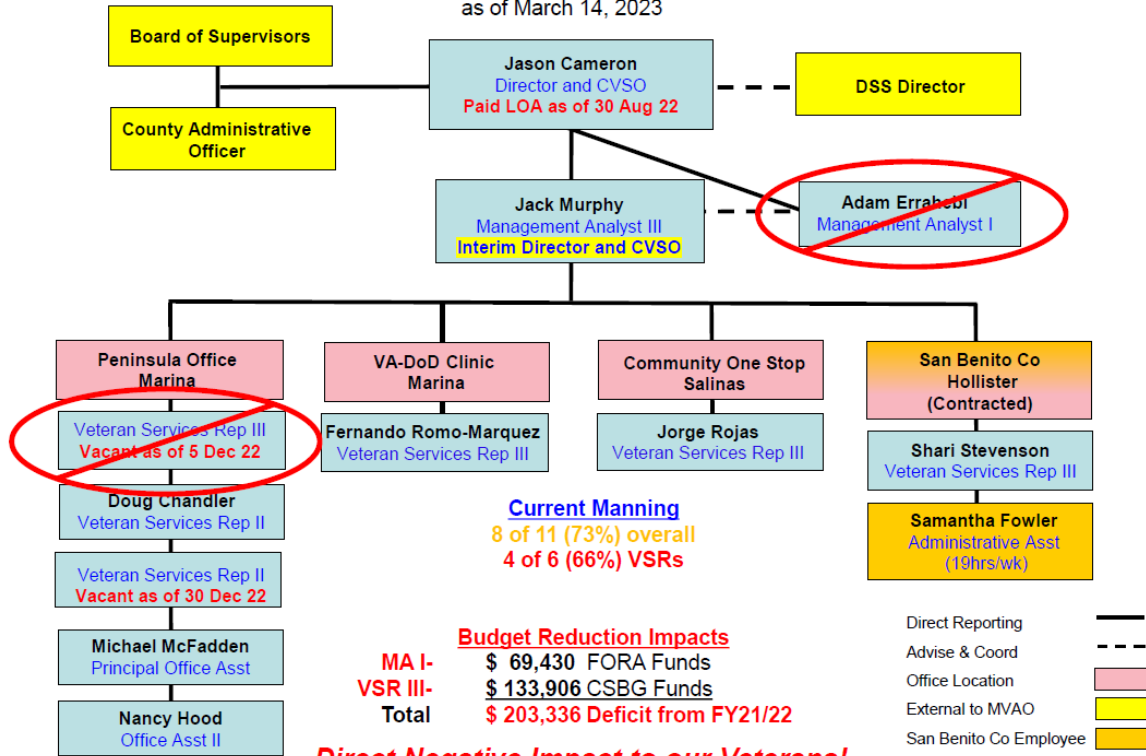 as of March 14, 2023
Board of Supervisors
County Administrative
Officer
Jason Cameron
Director and CVSO
Paid LOA as of 30 Aug 22
DSS Director
Jack Murphy
Management Analyst III
Interim Director and CVSO
Adam Errahebi
Management Analyst I
Peninsula Office
Marina
Veteran Services Rep III
Vacant as of 5 Dec 22
Doug Chandler
Veteran Services Rep II
Veteran Services Rep II
Vacant as of 30 Dec 22
Michael McFadden
Principal Office Asst
Nancy Hood
Office Asst II
VA-DoD Clinic
Marina
Fernando Romo-Marquez
Veteran Services Rep III
Community One Stop
Salinas
Jorge Rojas
Veteran Services Rep III
San Benito Co
Hollister
(Contracted)
Shari Stevenson
Veteran Services Rep III
Samantha Fowler
Administrative Asst
(19hrs/wk)
Current Manning
8 of 11 (73%) overall
4 of 6 (66%) VSRs
Budget Reduction Impacts
MA I- $ 69,430 FORA Funds
VSR III- $ 133,906 CSBG Funds
Total $ 203,336 Deficit from FY21/22
Direct Negative Impact to our Veterans!
Direct Reporting
Advise & Coord
Office Location
External to MVAO
San Benito Co Employee